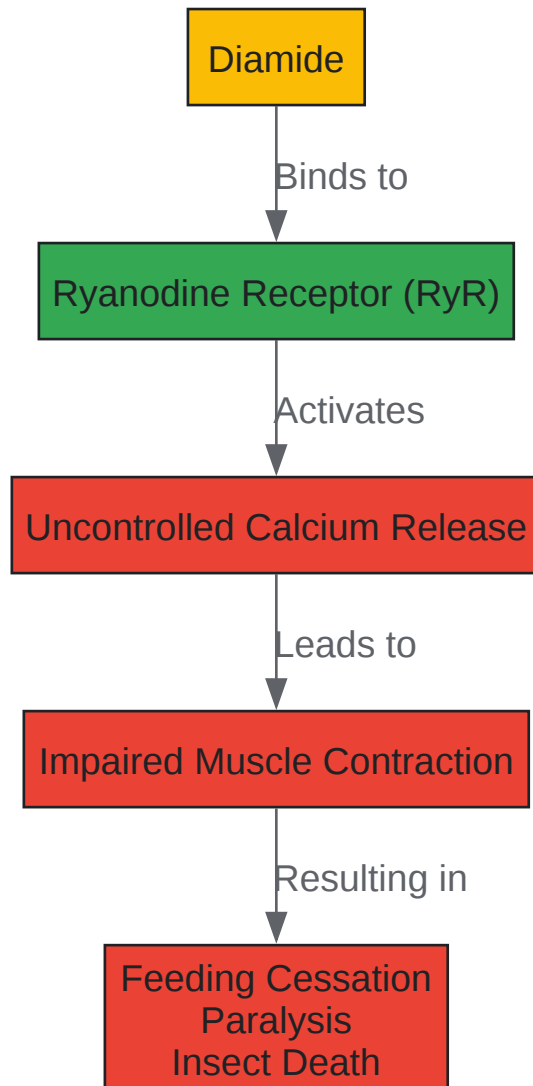 Diamide
Binds to
Ryanodine Receptor (RyR)
Activates
Uncontrolled Calcium Release
Leads to
Impaired Muscle Contraction
Resulting in
Feeding Cessation
Paralysis
Insect Death